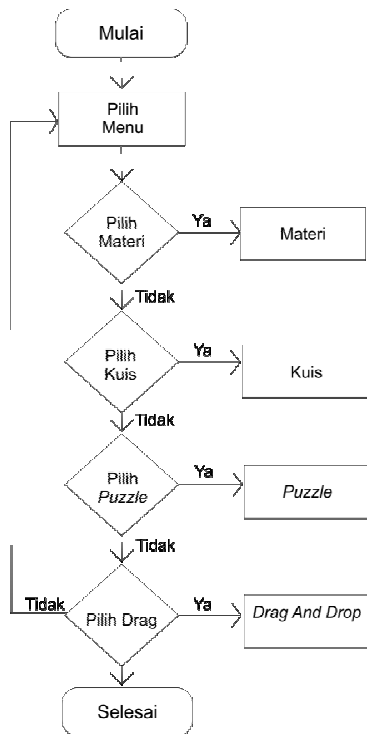 Mulai
Pilih
Menu
Pilih
Materi
Ya
Materi
Tidak
Pilih
Kuis
Ya
Kuis
Tidak
Pilih
Puzzle
Ya
Puzzle
Tidak
Tidak
Pilih Drag
Ya
Drag And Drop
Selesai